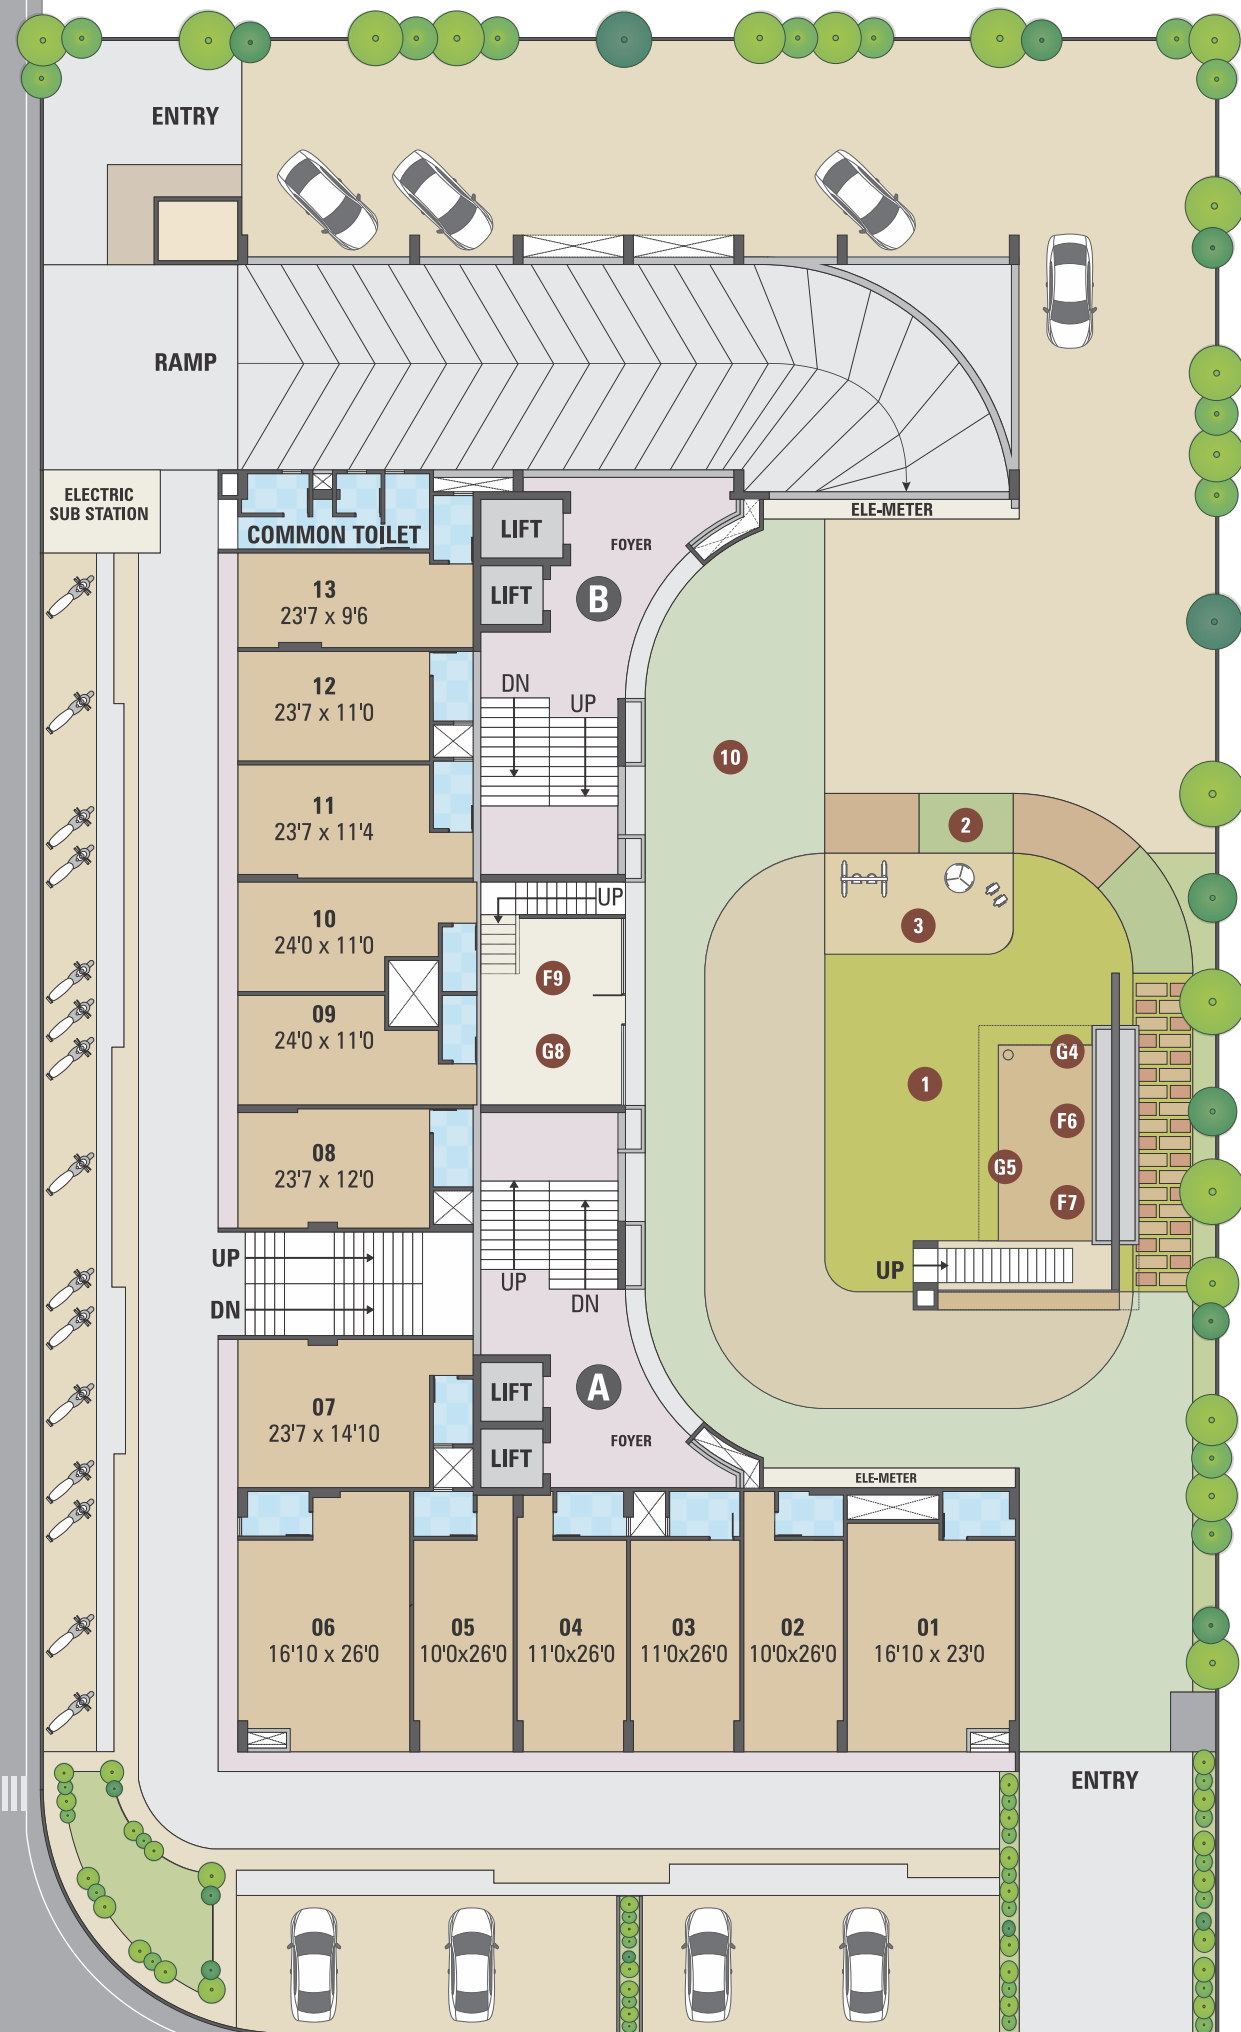 ENTRY
RAMP
ELECTRIC
SUB STATION
COMMON TOILET
LIFT
FOYER
ELE-METER
LIFT
B
13
23'7 x 9'6
12
23'7 x 11'0
DN
UP
11
23'7 x 11'4
10
2
10
24'0 x 11'0
UP
3
F9
09
24'0 x 11'0
G8
1
G4
F6
G5
F7
08
23'7 x 12'0
UP
DN
UP
DN
UP
07
23'7 x 14'10
LIFT
A
LIFT
FOYER
ELE-METER
06
16'10 x 26'0
05
10'0x26'0
04
11'0x26'0
03
11'0x26'0
02
10'0x26'0
01
16'10 x 23'0
ENTRY